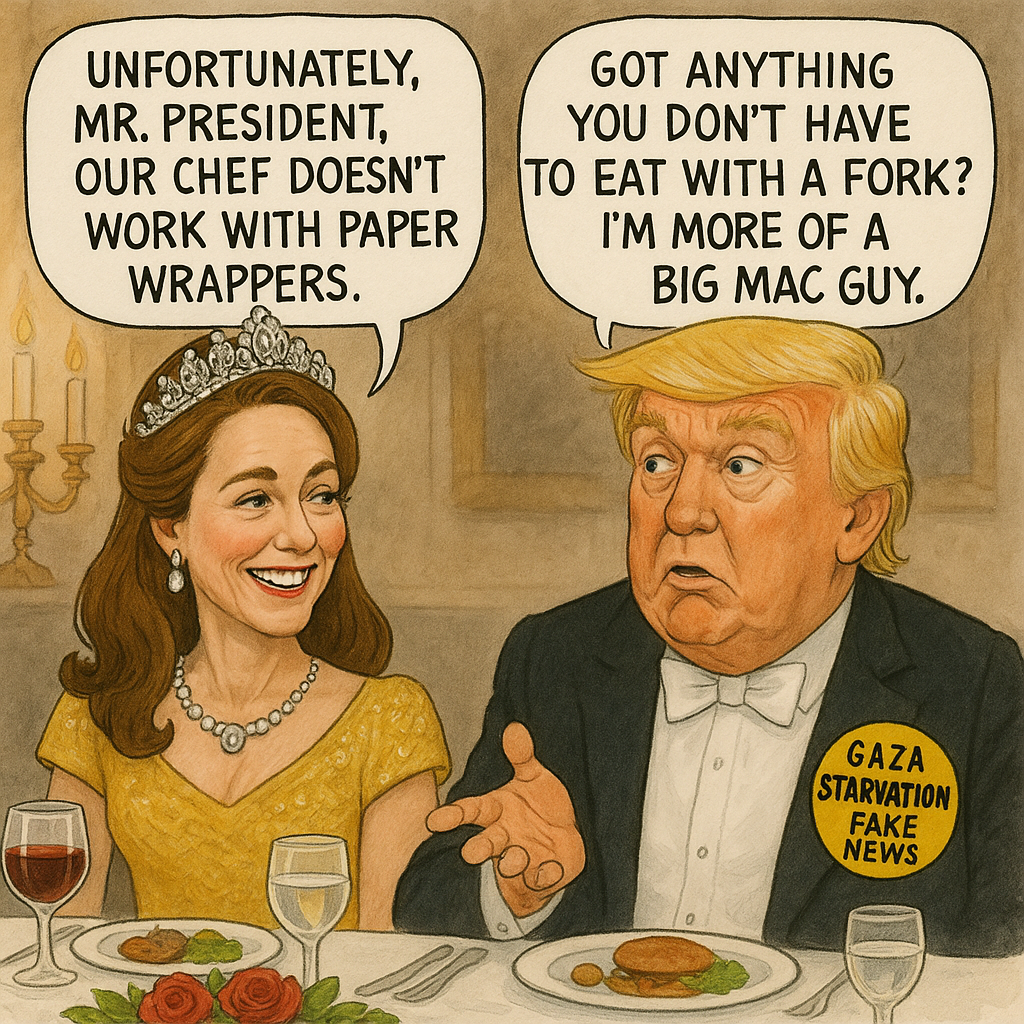 UNFORTUNATELY,
MR. PRESIDENT,
OUR CHEF DOESN'T
WORK WITH PAPER
WRAPPERS.
GOT ANYTHING
YOU DON'T HAVE
TO EAT WITH A FORK?
I'M MORE OF A
BIG MAC GUY.
GAZA
STARVATION
FAKE
NEWS